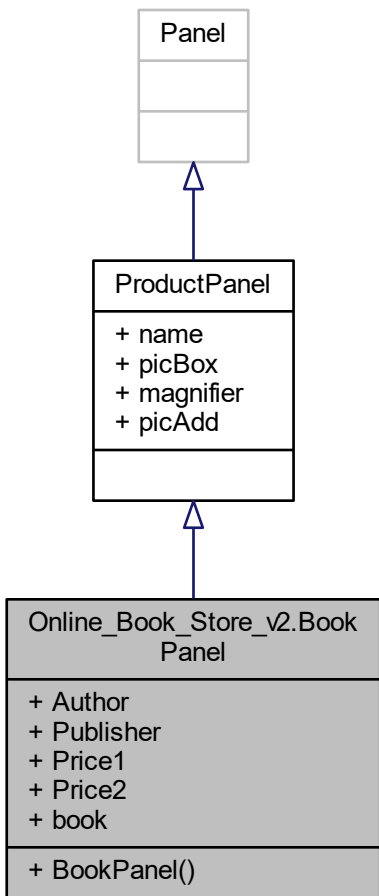 Panel
ProductPanel
+ name
+ picBox
+ magnifier
+ picAdd
Online_Book_Store_v2.Book
Panel
+ Author
+ Publisher
+ Price1
+ Price2
+ book
+ BookPanel()